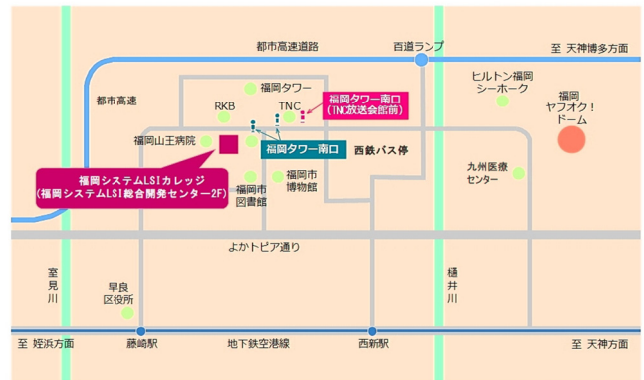 都市高速道路
百道ランプ
至 天神博多方面
都市高速
福岡タワー
ヒルトン福岡
シーホーク
福岡
ヤフオク！
ドーム
RKB
TNC
福岡タワー南口
(TNC放送会館前)
福岡山王病院
福岡タワー南口
西鉄バス停
福岡システムLSIカレッジ
(福岡システムLSI総合開発センター2F)
福岡市
図書館
福岡市
博物館
九州医療
センター
よかトピア通り
室見川
早良
区役所
樋井川
至 姪浜方面
藤崎駅
地下鉄空港線
西新駅
至 天神方面